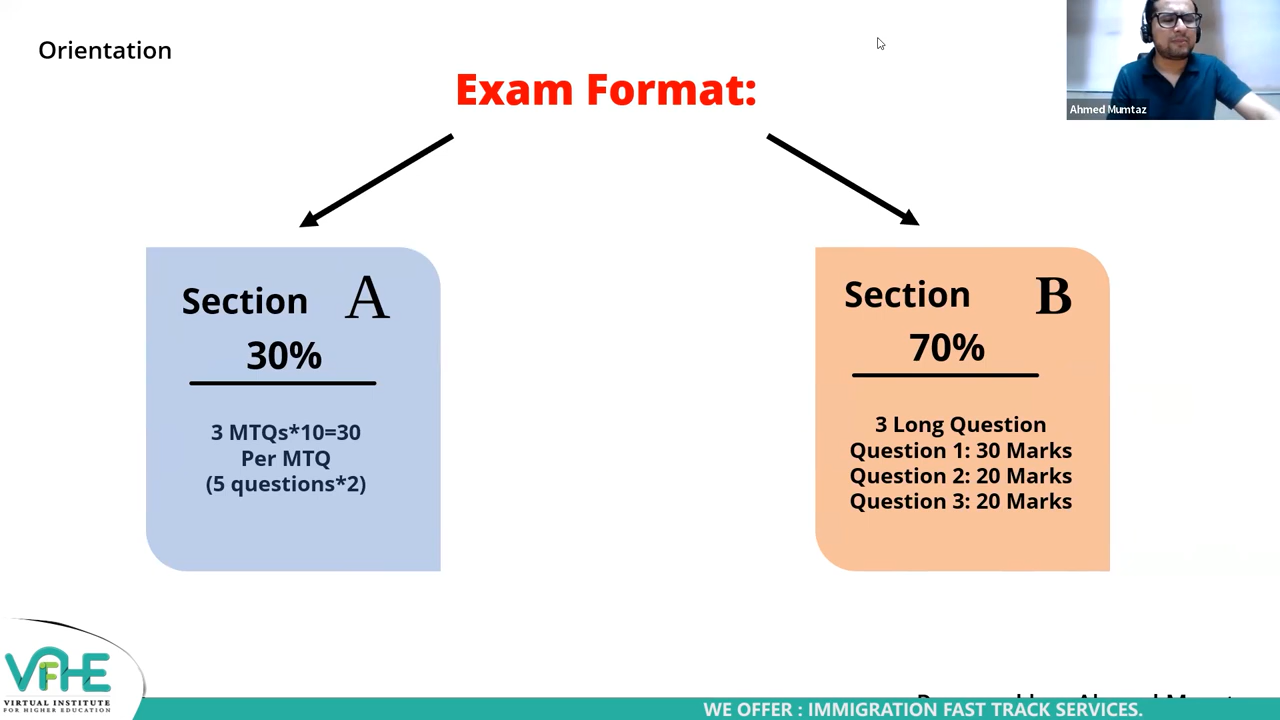 Orientation
Exam Format:
Ahmed Mumtaz
Section A
30%
3 MTQs*10=30
Per MTQ
(5 questions*2)
Section B
70%
3 Long Question
Question 1: 30 Marks
Question 2: 20 Marks
Question 3: 20 Marks
VIFHE
VIRTUAL INSTITUTE
FOR HIGHER EDUCATION
WE OFFER : IMMIGRATION FAST TRACK SERVICES.